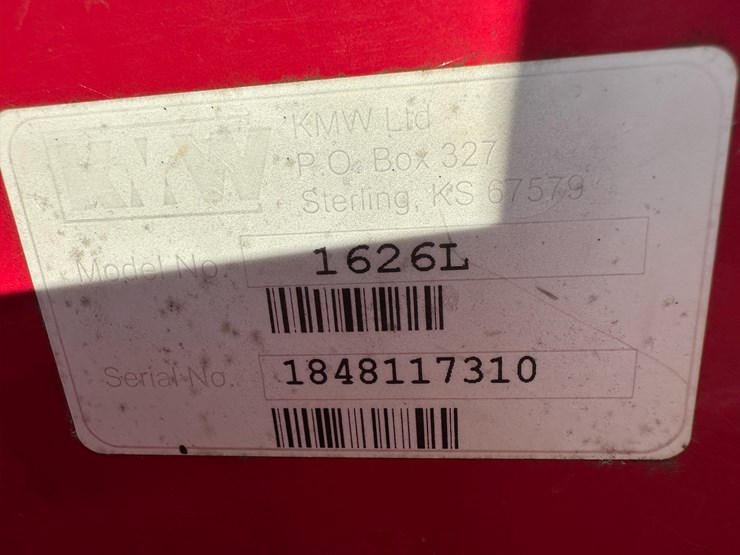 KMW
KMW Ltd
P.O. Box 327
Sterling, KS 67579
Model No. 1626L
Serial No. 1848117310